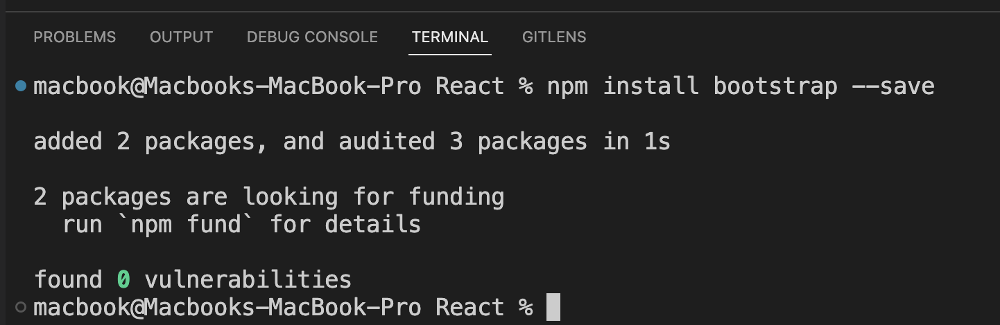 PROBLEMS OUTPUT DEBUG CONSOLE TERMINAL GITLENS
macbook@Macbooks-MacBook-Pro React % npm install bootstrap --save
added 2 packages, and audited 3 packages in 1s
2 packages are looking for funding
run `npm fund` for details
found 0 vulnerabilities
macbook@Macbooks-MacBook-Pro React %